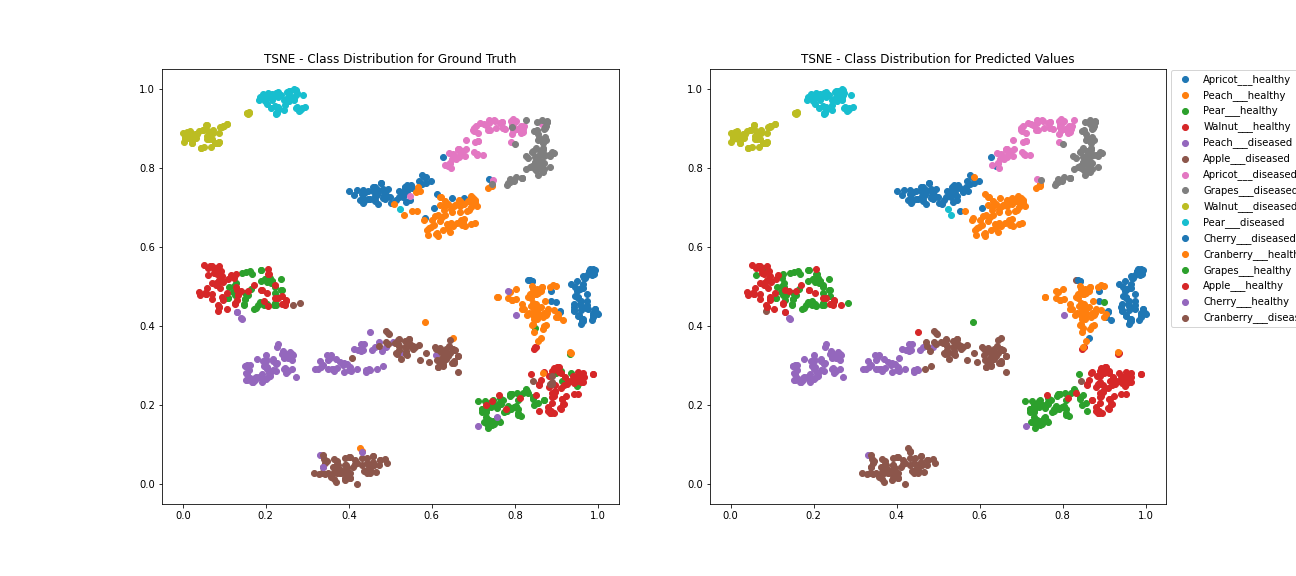 TSNE - Class Distribution for Ground Truth
1.0
0.8
0.6
0.4
0.2
0.0
0.0 0.2 0.4 0.6 0.8 1.0
TSNE - Class Distribution for Predicted Values
1.0
0.8
0.6
0.4
0.2
0.0
0.0 0.2 0.4 0.6 0.8 1.0
Apricot___healthy
Peach___healthy
Pear___healthy
Walnut___healthy
Peach___diseased
Apple___diseased
Apricot___diseased
Grapes___diseased
Walnut___diseased
Pear___diseased
Cherry___diseased
Cranberry___health
Grapes___healthy
Apple___healthy
Cherry___healthy
Cranberry___diseas